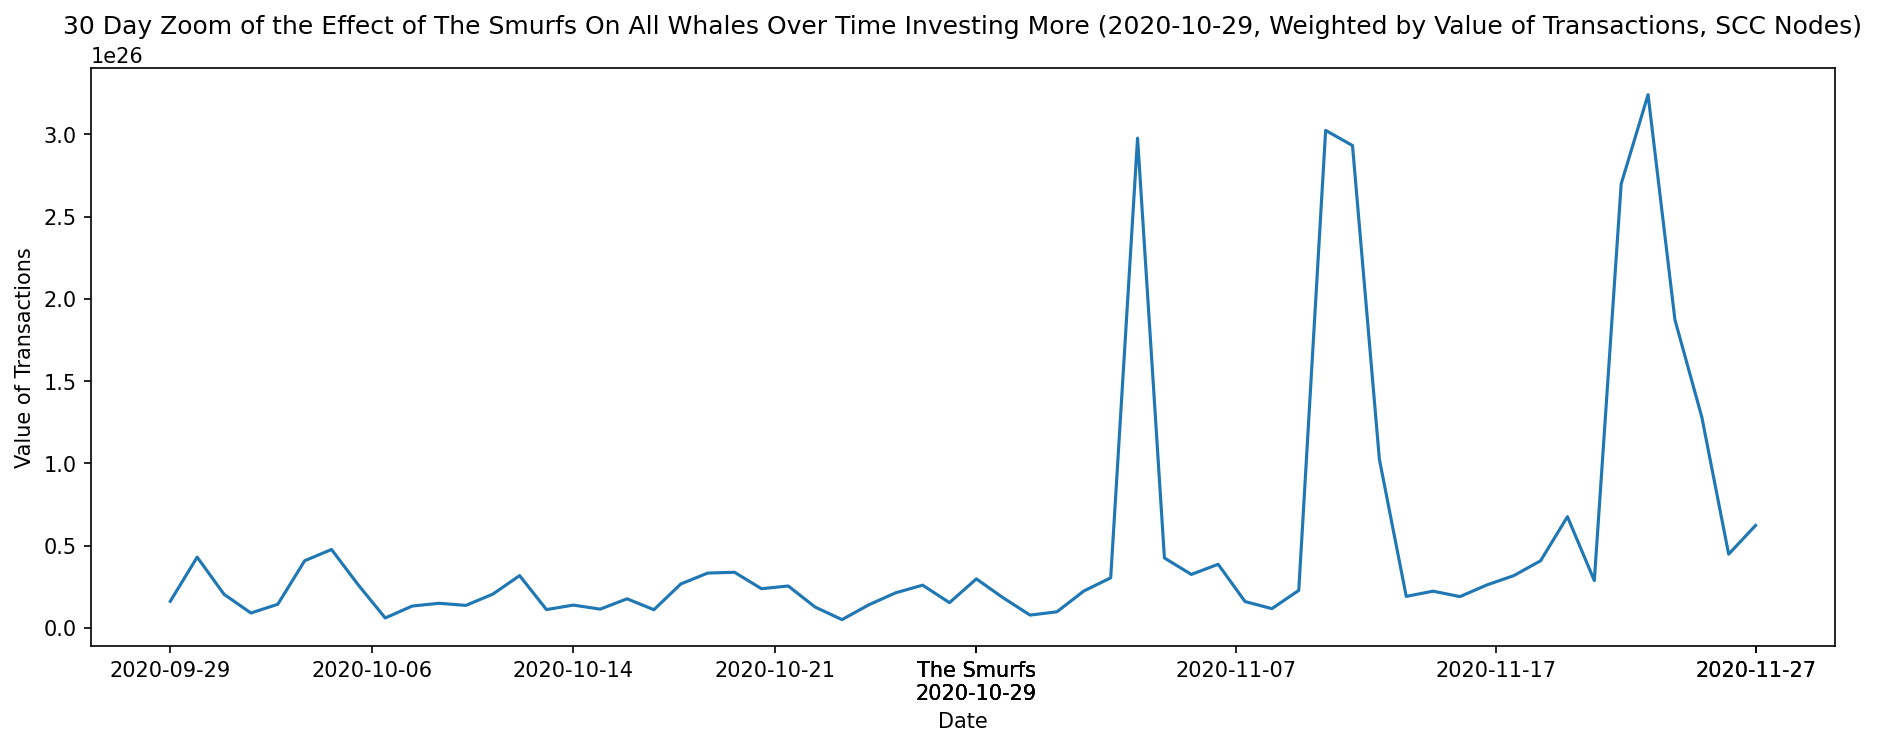 30 Day Zoom of the Effect of The Smurfs On All Whales Over Time Investing More (2020-10-29, Weighted by Value of Transactions, SCC Nodes)
1e26
3.0
2.5
2.0
1.5
1.0
0.5
0.0
Value of Transactions
2020-09-29 2020-10-06 2020-10-14 2020-10-21 The Smurfs 2020-11-07 2020-11-17 2020-11-27
2020-10-29
Date